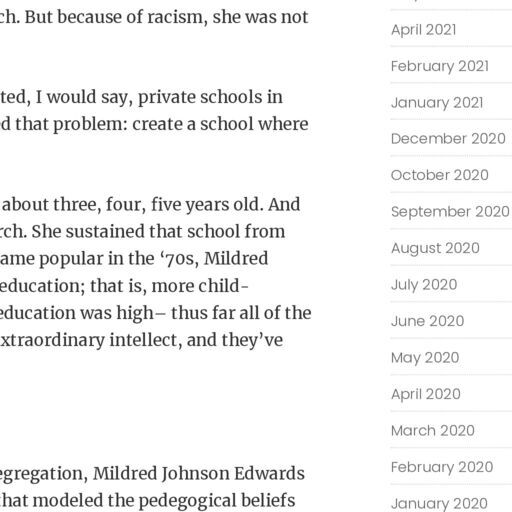 ch. But because of racism, she was not
ted, I would say, private schools in
d that problem: create a school where
about three, four, five years old. And
rch. She sustained that school from
ame popular in the ‘70s, Mildred
education; that is, more child-
education was high– thus far all of the
xtraordinary intellect, and they’ve
egregation, Mildred Johnson Edwards
that modeled the pedegogical beliefs
April 2021
February 2021
January 2021
December 2020
October 2020
September 2020
August 2020
July 2020
June 2020
May 2020
April 2020
March 2020
February 2020
January 2020